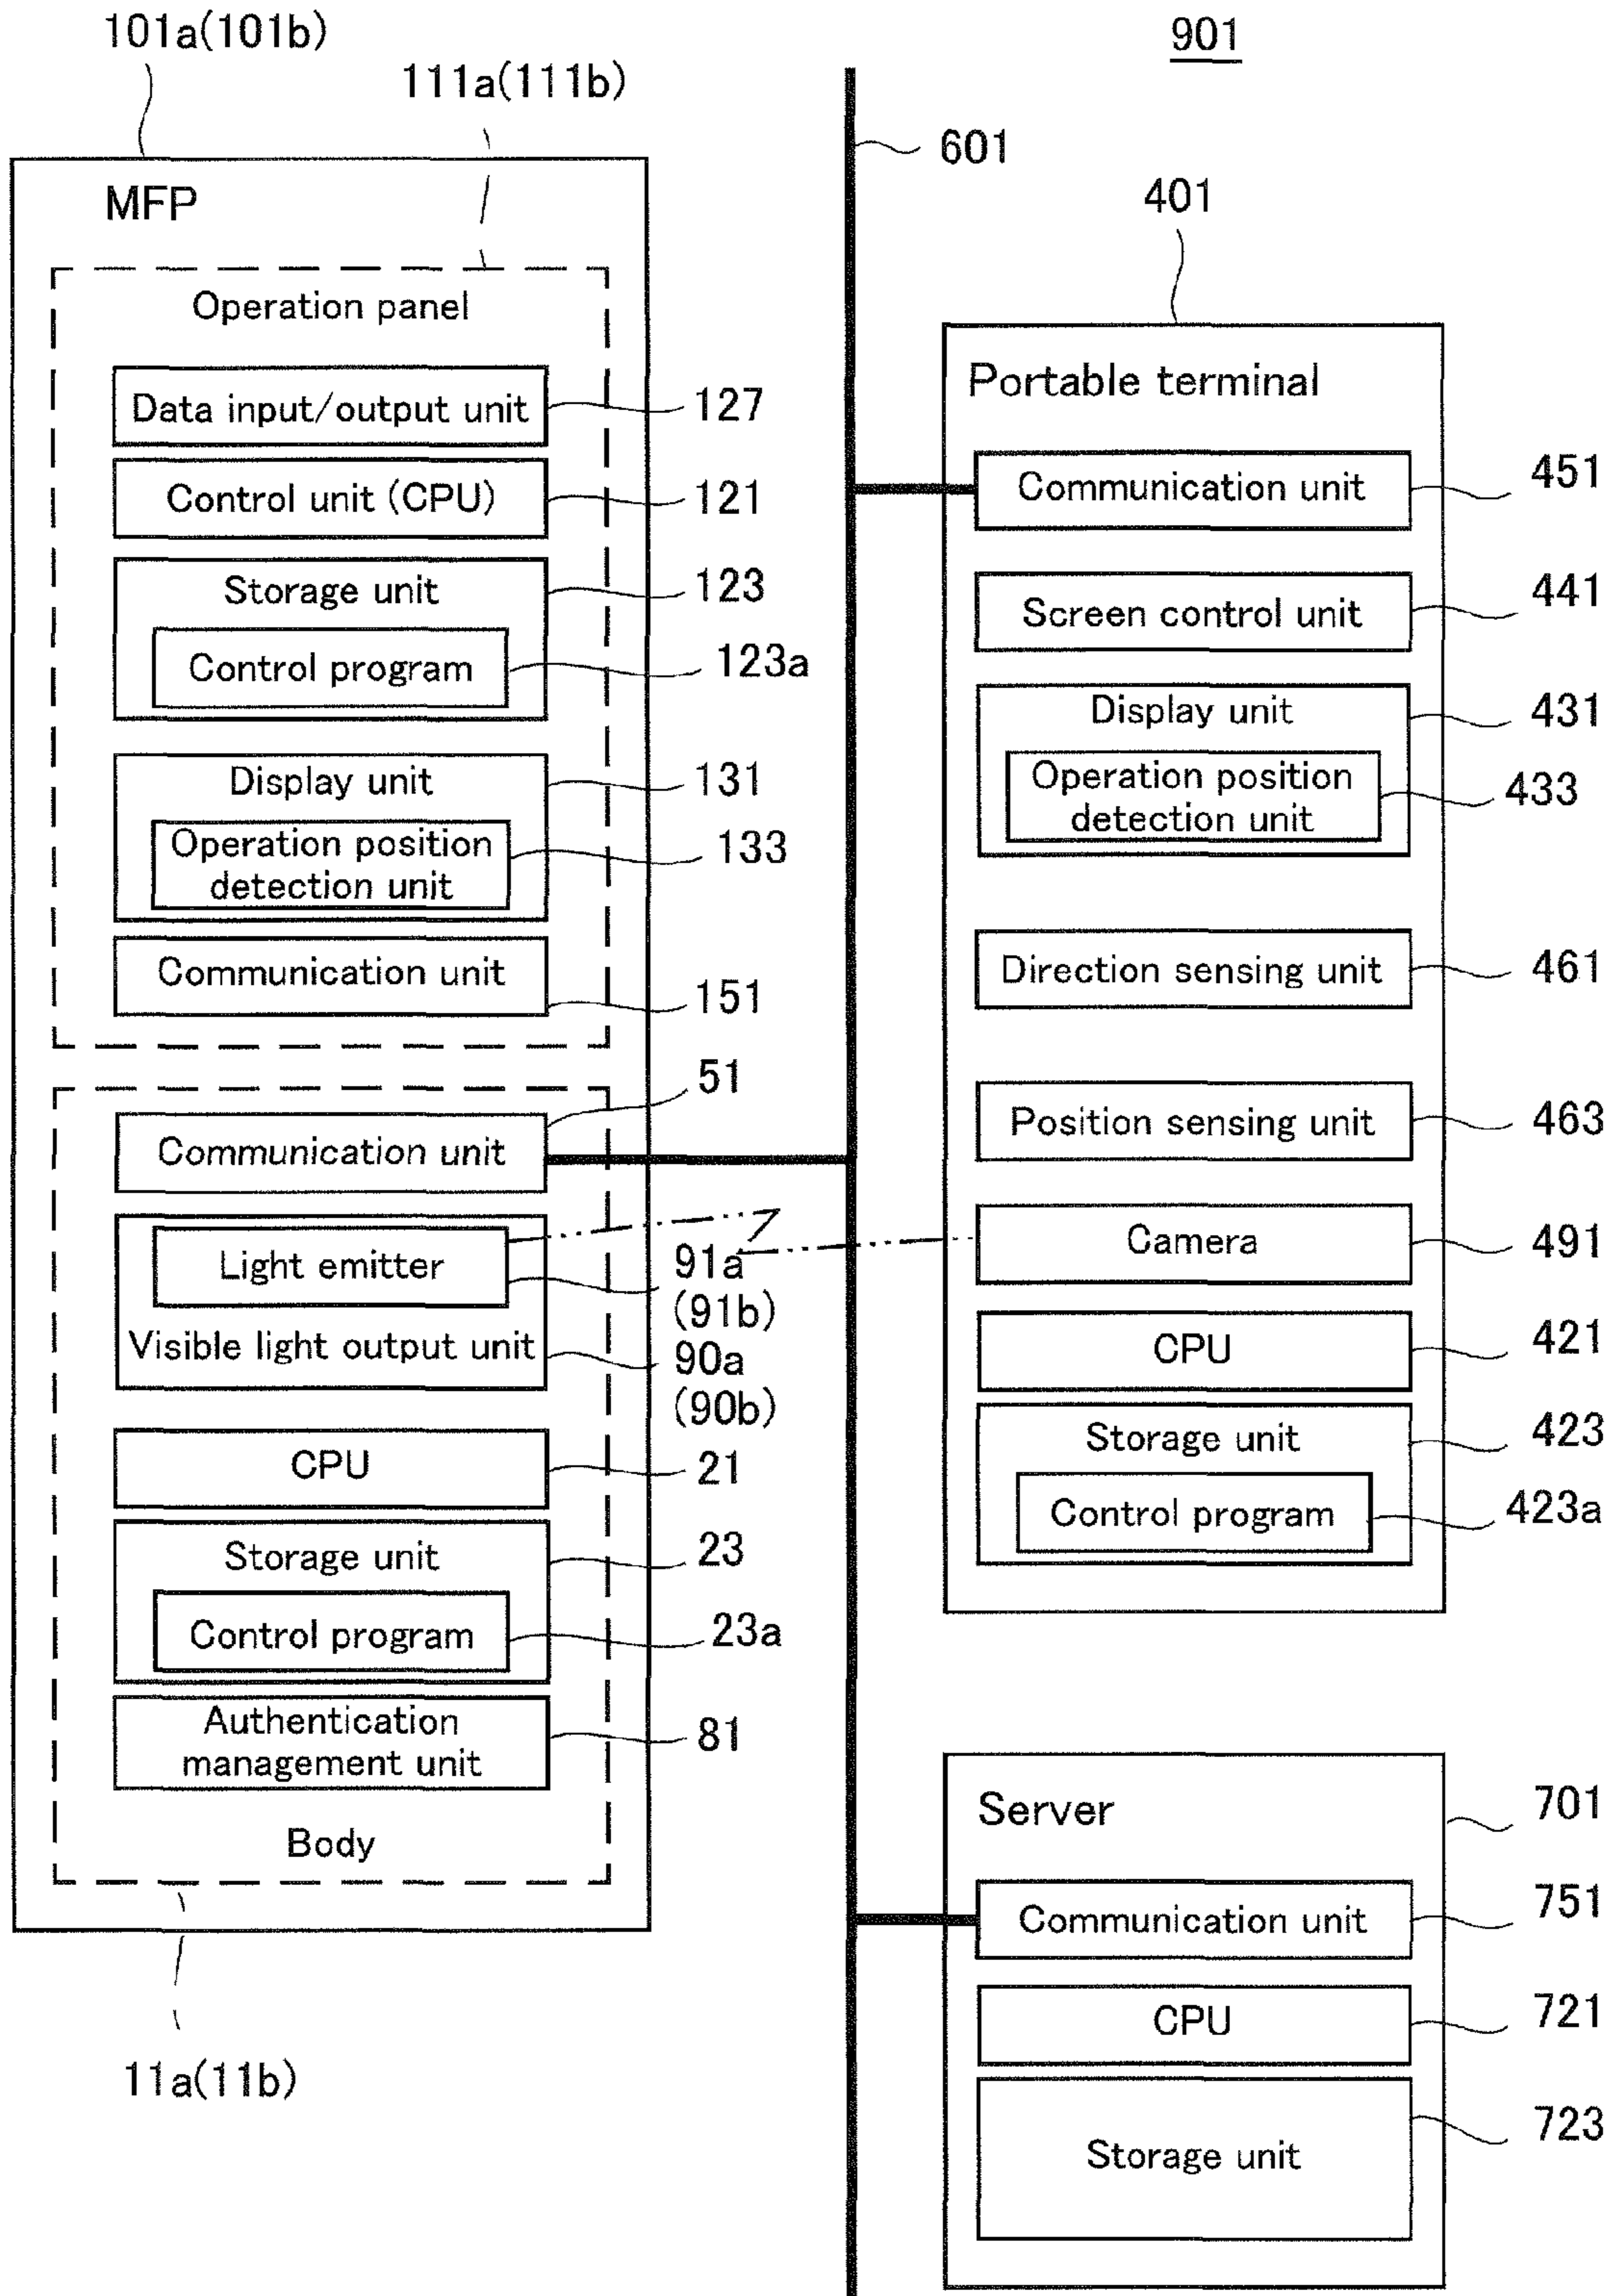 101a(101b)
901
111a(111b)
601
MFP
401
Operation panel
Data input/output unit
127
Control unit (CPU)
121
Storage unit
123
Control program
123a
Display unit
131
Operation position
detection unit
133
Communication unit
151
Communication unit
51
Light emitter
91a
(91b)
Visible light output unit
90a
(90b)
CPU
21
Storage unit
23
Control program
23a
Authentication
management unit
81
Body
11a(11b)
Portable terminal
Communication unit
451
Screen control unit
441
Display unit
431
Operation position
detection unit
433
Direction sensing unit
461
Position sensing unit
463
Camera
491
CPU
421
Storage unit
423
Control program
423a
Server
701
Communication unit
751
CPU
721
Storage unit
723